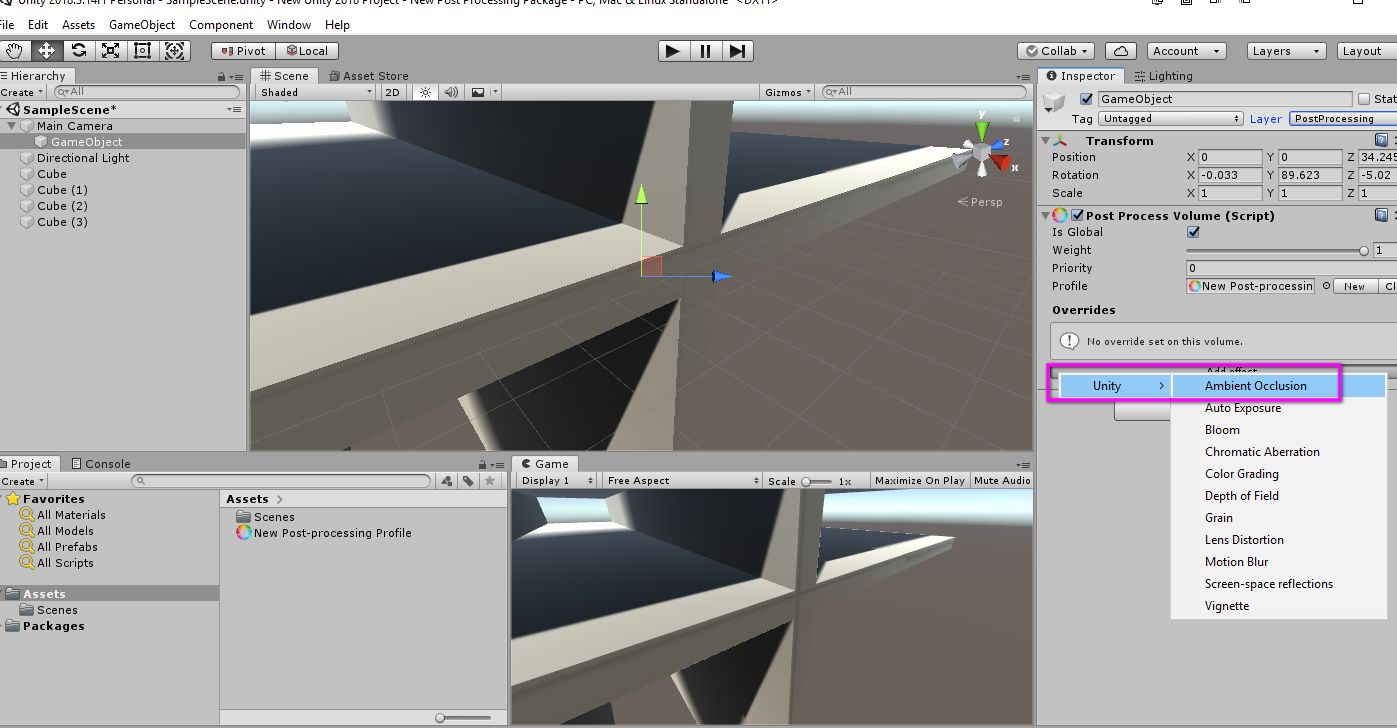 Unity 2018.3.14f1 Personal - SampleScene.unity - New Unity 2018 Project - New Post Processing Package - PC, Mac & Linux Standalone <DX11>
File Edit Assets GameObject Component Window Help
Pivot Local Collab Account Layers Layout
Hierarchy
Create All
SampleScene*
Main Camera
GameObject
Directional Light
Cube
Cube (1)
Cube (2)
Cube (3)
Scene Asset Store
Shaded 2D Gizmos All
y
z
x
Persp
Inspector Lighting
GameObject Stat
Tag Untagged Layer PostProcessing
Transform
Position X 0 Y 0 Z 34.245
Rotation X -0.033 Y 89.623 Z -5.02
Scale X 1 Y 1 Z 1
Post Process Volume (Script)
Is Global
Weight 1
Priority 0
Profile New Post-processin New Cl
Overrides
No override set on this volume.
Add effect
Unity > Ambient Occlusion
Auto Exposure
Bloom
Chromatic Aberration
Color Grading
Depth of Field
Grain
Lens Distortion
Motion Blur
Screen-space reflections
Vignette
Project Console
Create
Favorites
All Materials
All Models
All Prefabs
All Scripts
Assets
Scenes
Packages
Assets >
Scenes
New Post-processing Profile
Game
Display 1 Free Aspect Scale 1x Maximize On Play Mute Audio